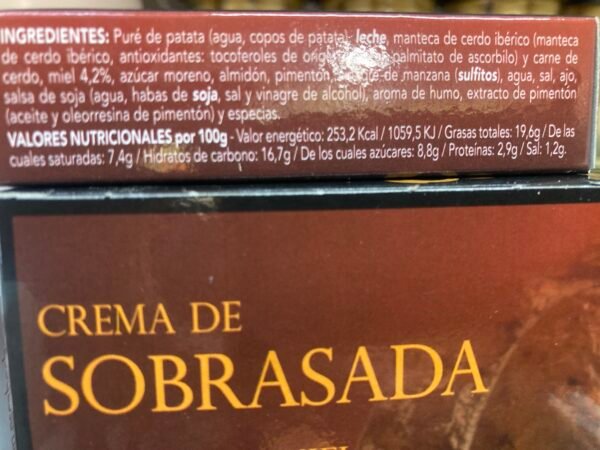 INGREDIENTES: Puré de patata (agua, copos de patata), leche, manteca de cerdo ibérico (manteca
de cerdo ibérico, antioxidantes: tocoferoles de palmitato de ascorbilo) y carne de
cerdo, miel 4,2%, azúcar moreno, almidón, pimentón, de manzana (sulfitos), agua, sal, ajo,
salsa de soja (agua, habas de soja, sal y vinagre de alcohol), aroma de humo, extracto de pimentón
(aceite y oleorresina de pimentón) y especias.
VALORES NUTRICIONALES por 100g - Valor energético: 253,2 Kcal / 1059,5 KJ / Grasas totales: 19,6g / De las
cuales saturadas: 7,4g / Hidratos de carbono: 16,7g / De los cuales azúcares: 8,8g / Proteínas: 2,9g / Sal: 1,2g.
CREMA DE
SOBRASADA